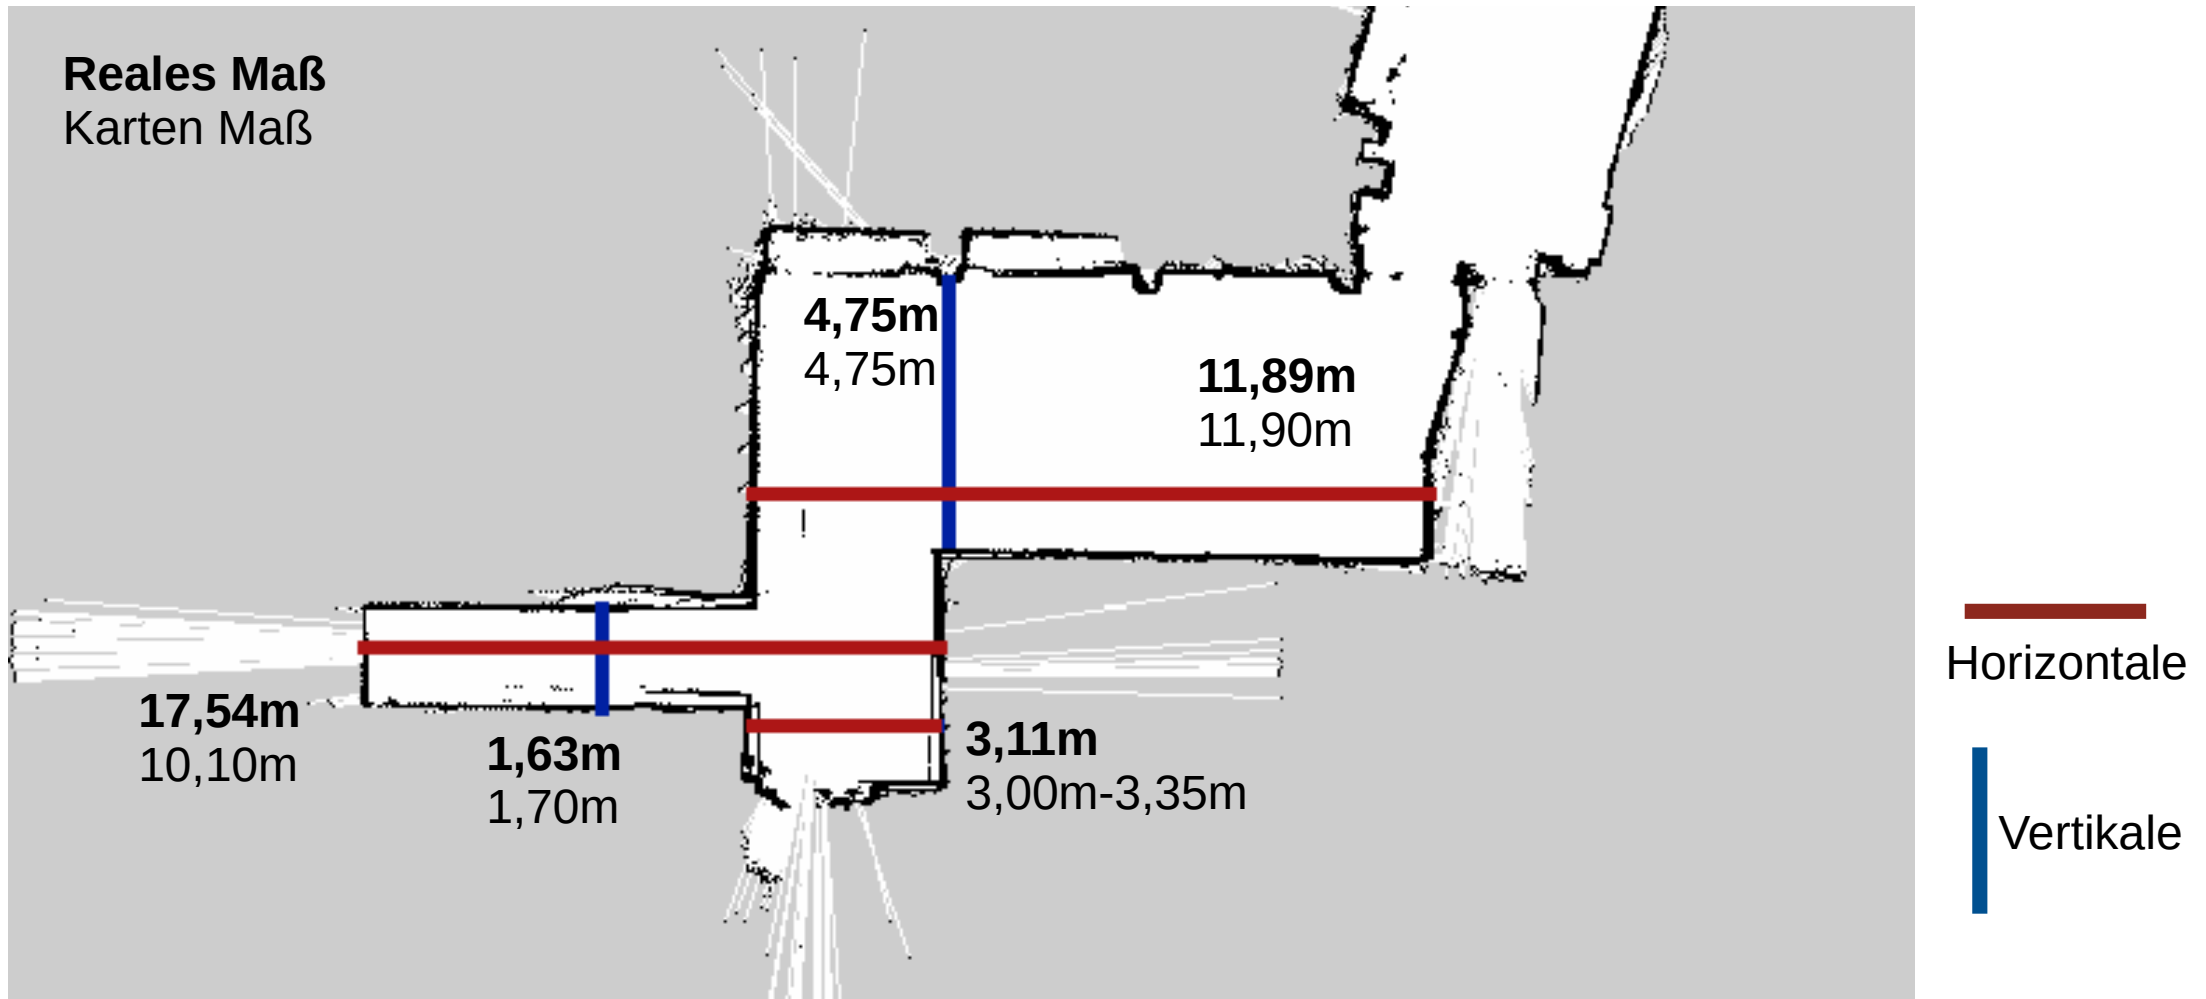 Reales Maß
Karten Maß
4,75m
4,75m
11,89m
11,90m
17,54m
10,10m
1,63m
1,70m
3,11m
3,00m-3,35m
Horizontale
Vertikale